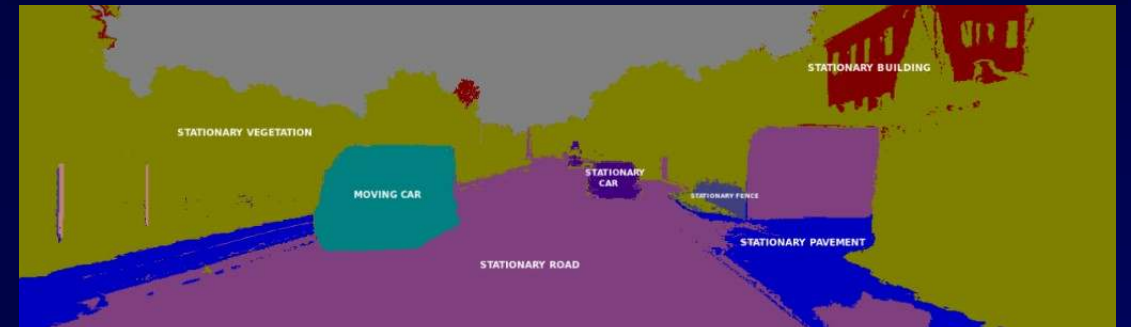 STATIONARY BUILDING
STATIONARY VEGETATION
MOVING CAR
STATIONARY
CAR
STATIONARY FENCE
STATIONARY PAVEMENT
STATIONARY ROAD